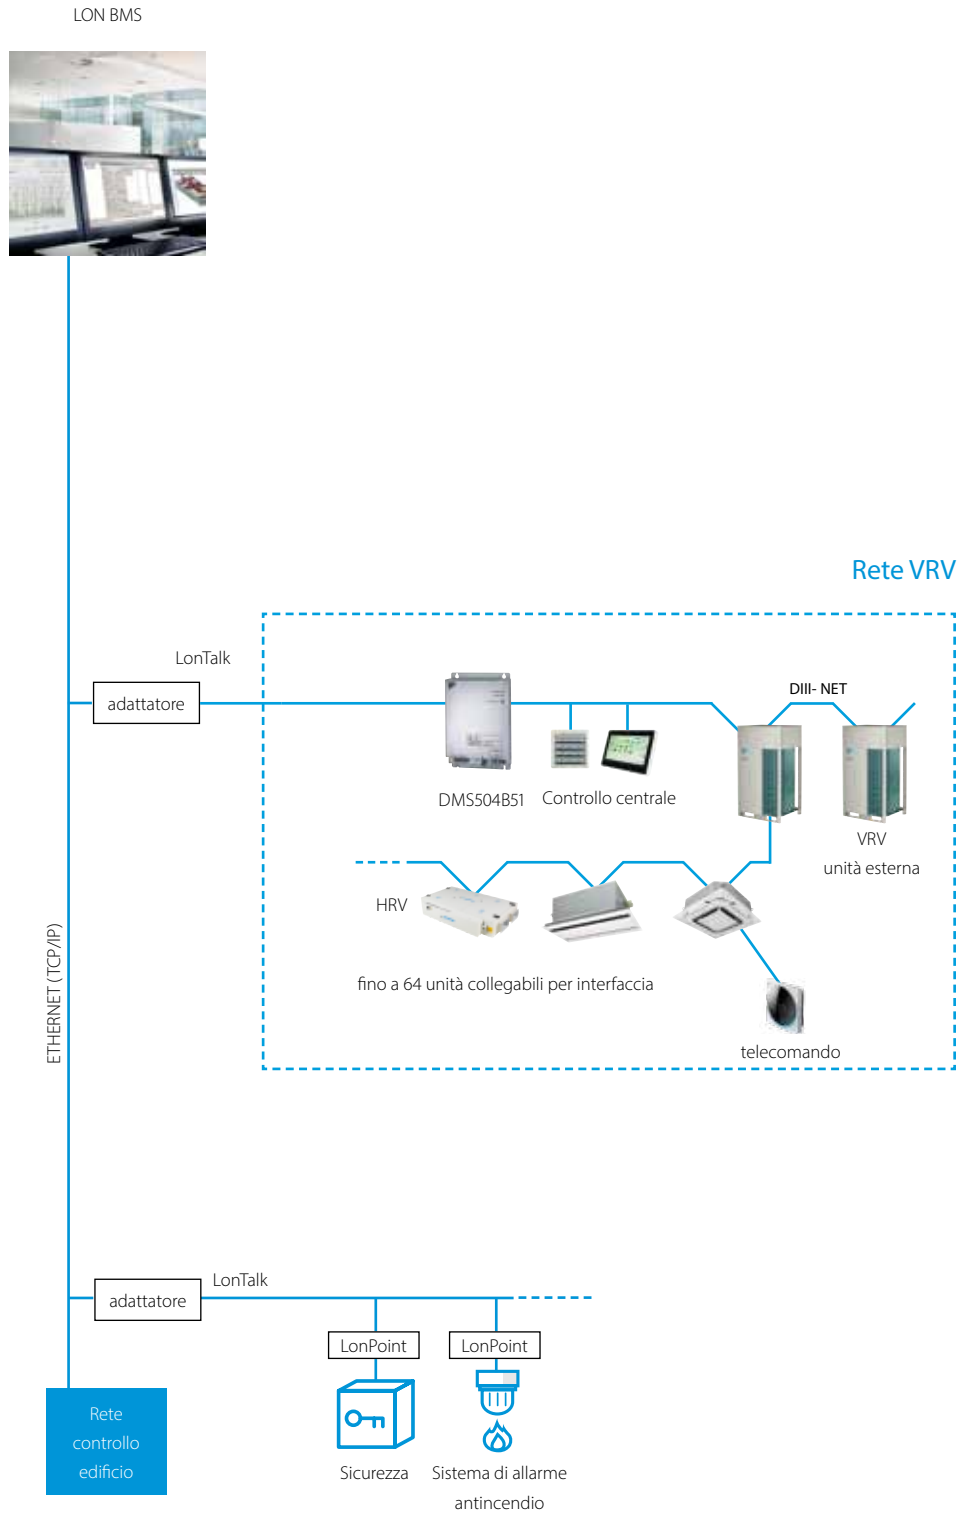 LON BMS
Rete VRV
LonTalk
adattatore
DIII- NET
DMS504B51
Controllo centrale
VRV
unità esterna
HRV
fino a 64 unità collegabili per interfaccia
telecomando
ETHERNET (TCP/IP)
LonTalk
adattatore
LonPoint
LonPoint
Rete
controllo
edificio
Sicurezza
Sistema di allarme
antincendio